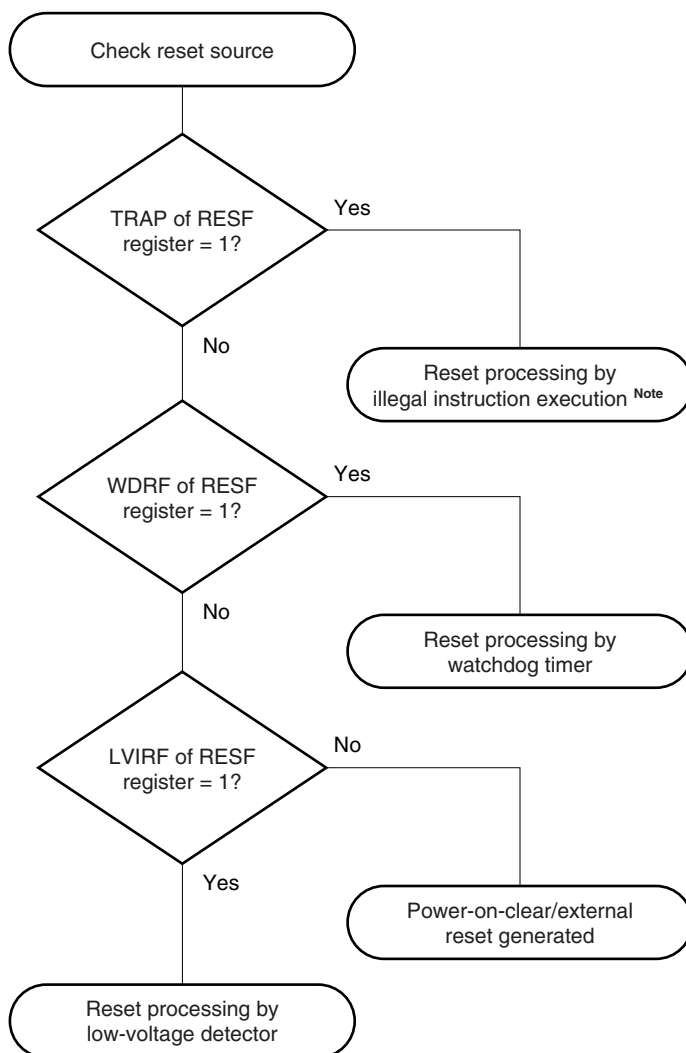 Check reset source
TRAP of RESF
register = 1?
Yes
No
Reset processing by
illegal instruction execution Note
WDRF of RESF
register = 1?
Yes
No
Reset processing by
watchdog timer
LVIRF of RESF
register = 1?
No
Yes
Power-on-clear/external
reset generated
Reset processing by
low-voltage detector